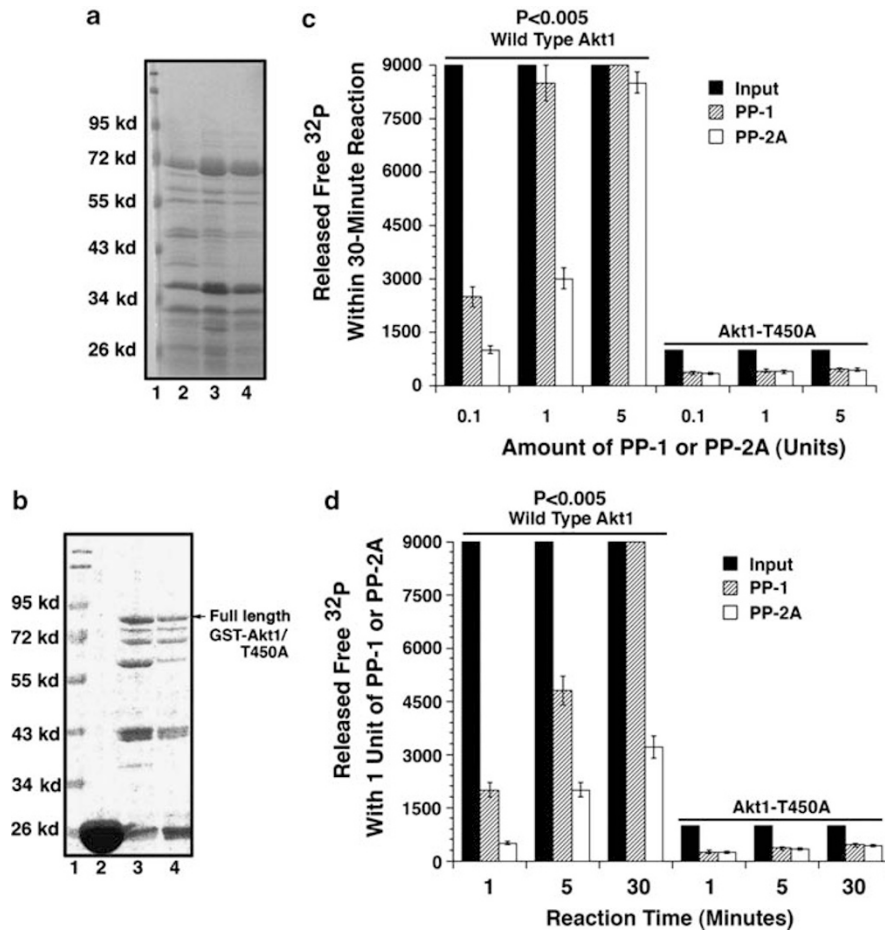 a
95 kd
72 kd
55 kd
43 kd
34 kd
26 kd
1 2 3 4
c
P<0.005
Wild Type Akt1
Released Free 32P
Within 30-Minute Reaction
9000
7500
6000
4500
3000
1500
0
Input
PP-1
PP-2A
Akt1-T450A
0.1 1 5 0.1 1 5
Amount of PP-1 or PP-2A (Units)
b
95 kd
72 kd
55 kd
43 kd
34 kd
26 kd
Full length
GST-Akt1/
T450A
1 2 3 4
d
P<0.005
Wild Type Akt1
Released Free 32P
With 1 Unit of PP-1 or PP-2A
9000
7500
6000
4500
3000
1500
0
Input
PP-1
PP-2A
Akt1-T450A
1 5 30 1 5 30
Reaction Time (Minutes)